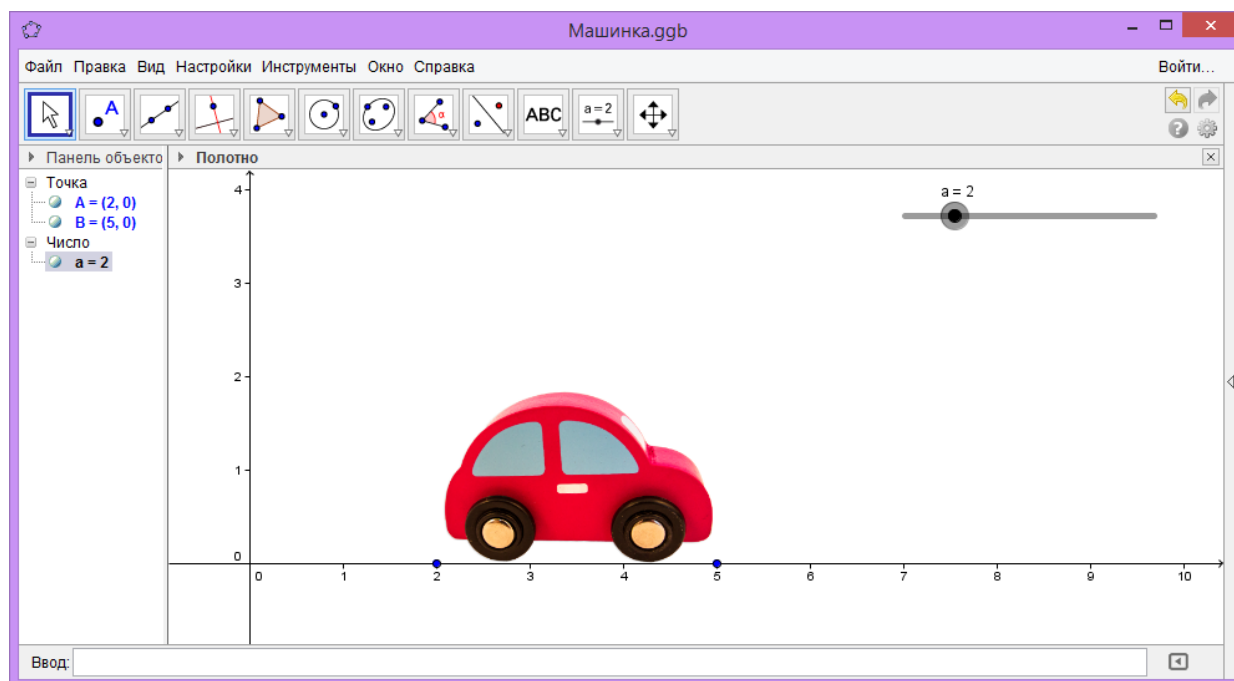 Машинка.ggb
Файл Правка Вид Настройки Инструменты Окно Справка Войти...
A α ABC a = 2
Панель объекто Полотно
Точка
A = (2, 0)
B = (5, 0)
Число
a = 2
a = 2
4
3
2
1
0
0 1 2 3 4 5 6 7 8 9 10
Ввод: